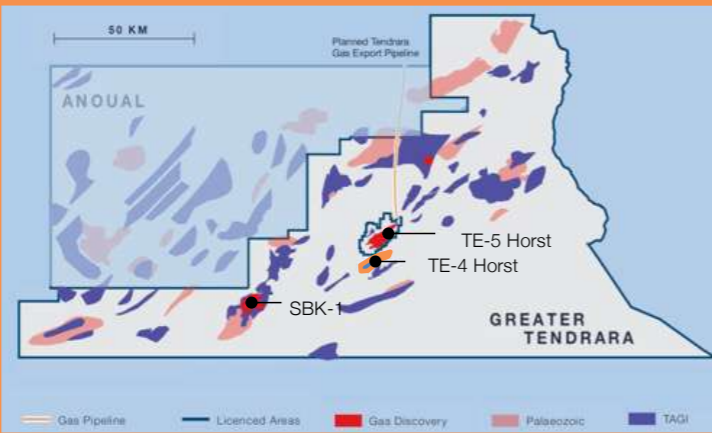 50 KM
Planned Tendrara
Gas Export Pipeline
ANOUAL
TE-5 Horst
TE-4 Horst
SBK-1
GREATER
TENDRARA
Gas Pipeline
Licenced Areas
Gas Discovery
Palaeozoic
TAGI